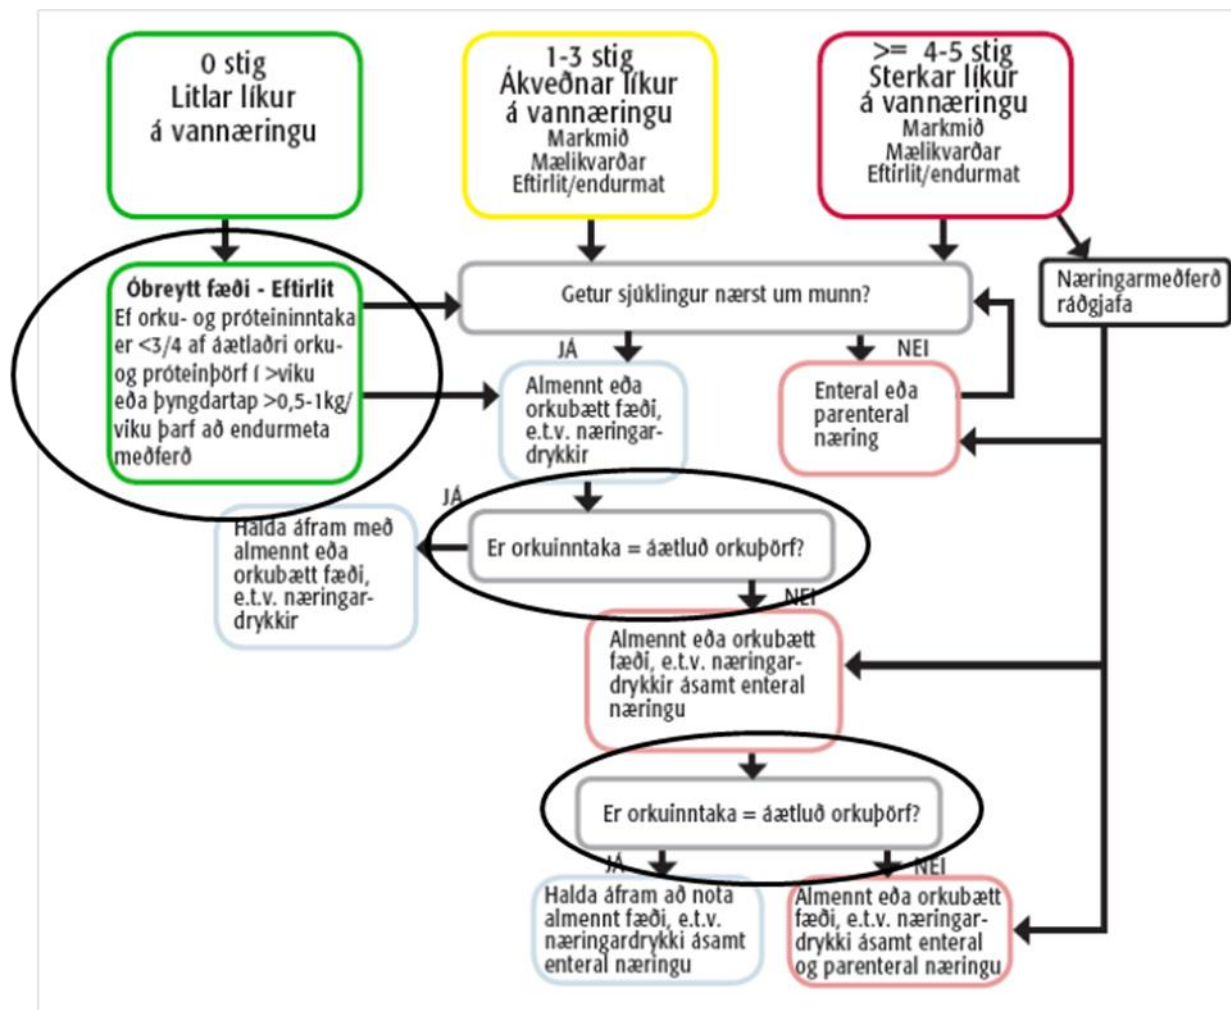 0 stig
Litlar líkur
á vannæringu
1-3 stig
Ákveðnar líkur
á vannæringu
Markmið
Mælikvarðar
Eftirlit/endurmat
>= 4-5 stig
Sterkar líkur
á vannæringu
Markmið
Mælikvarðar
Eftirlit/endurmat
Óbreytt fæði - Eftirlit
Ef orku- og próteininntaka
er <3/4 af áætlaðri orku-
og próteinþörf í >viku
eða þyngdartap >0,5-1kg/
viku þarf að endurmeta
meðferð
Getur sjúklingur nærst um munn?
Næringarmeðferð
ráðgjafa
JÁ
NEI
Almennt eða
orkubætt fæði,
e.t.v. næringar-
drykkir
Enteral eða
parenteral
næring
JÁ
Er orkuinntaka = áætluð orkuþörf?
Halda áfram með
almennt eða
orkubætt fæði,
e.t.v. næringar-
drykkir
NEI
Almennt eða orkubætt
fæði, e.t.v. næringar-
drykkir ásamt enteral
næringu
Er orkuinntaka = áætluð orkuþörf?
JÁ
NEI
Halda áfram að nota
almennt fæði, e.t.v.
næringardrykki ásamt
enteral næringu
Almennt eða orkubætt
fæði, e.t.v. næringar-
drykki ásamt enteral
og parenteral næringu